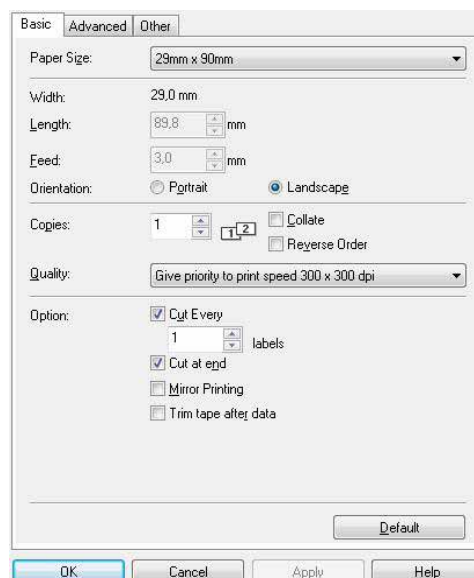 Basic Advanced Other
Paper Size: 29mm x 90mm
Width: 29,0 mm
Length: 89,8 mm
Feed: 3,0 mm
Orientation: Portrait Landscape
Copies: 1 1 2 Collate
Reverse Order
Quality: Give priority to print speed 300 x 300 dpi
Option: Cut Every
1 labels
Cut at end
Mirror Printing
Trim tape after data
Default
OK Cancel Apply Help